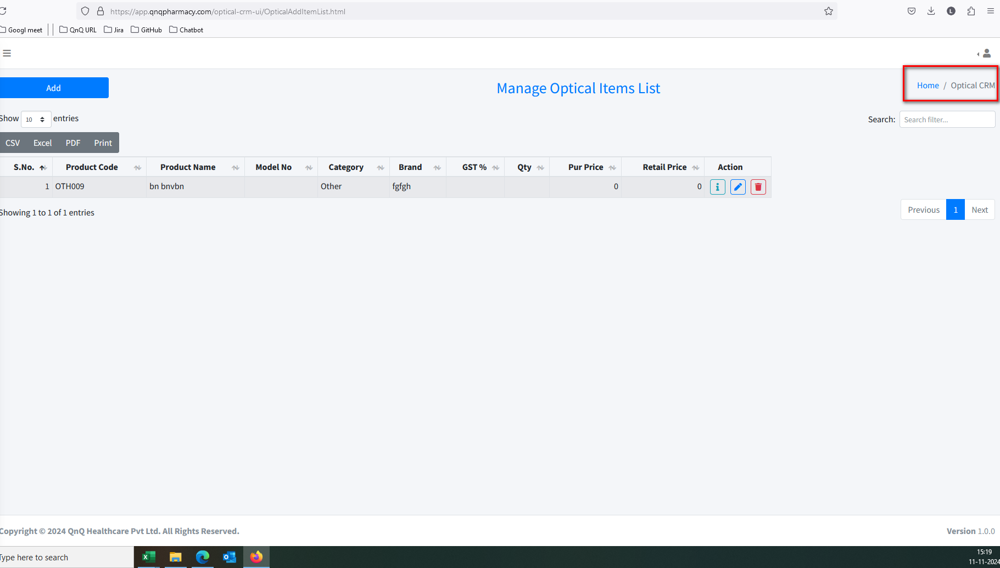 https://app.qnqpharmacy.com/optical-crm-ui/OpticalAddItemList.html
L
Googl meet QnQ URL Jira GitHub Chatbot
Add Manage Optical Items List Home / Optical CRM
Show 10 entries Search: Search filter...
CSV Excel PDF Print
S.No. Product Code Product Name Model No Category Brand GST % Qty Pur Price Retail Price Action
1 OTH009 bn bnvbn Other fgfgh 0 0
Showing 1 to 1 of 1 entries Previous 1 Next
Copyright © 2024 QnQ Healthcare Pvt Ltd. All Rights Reserved. Version 1.0.0
Type here to search 15:19
11-11-2024